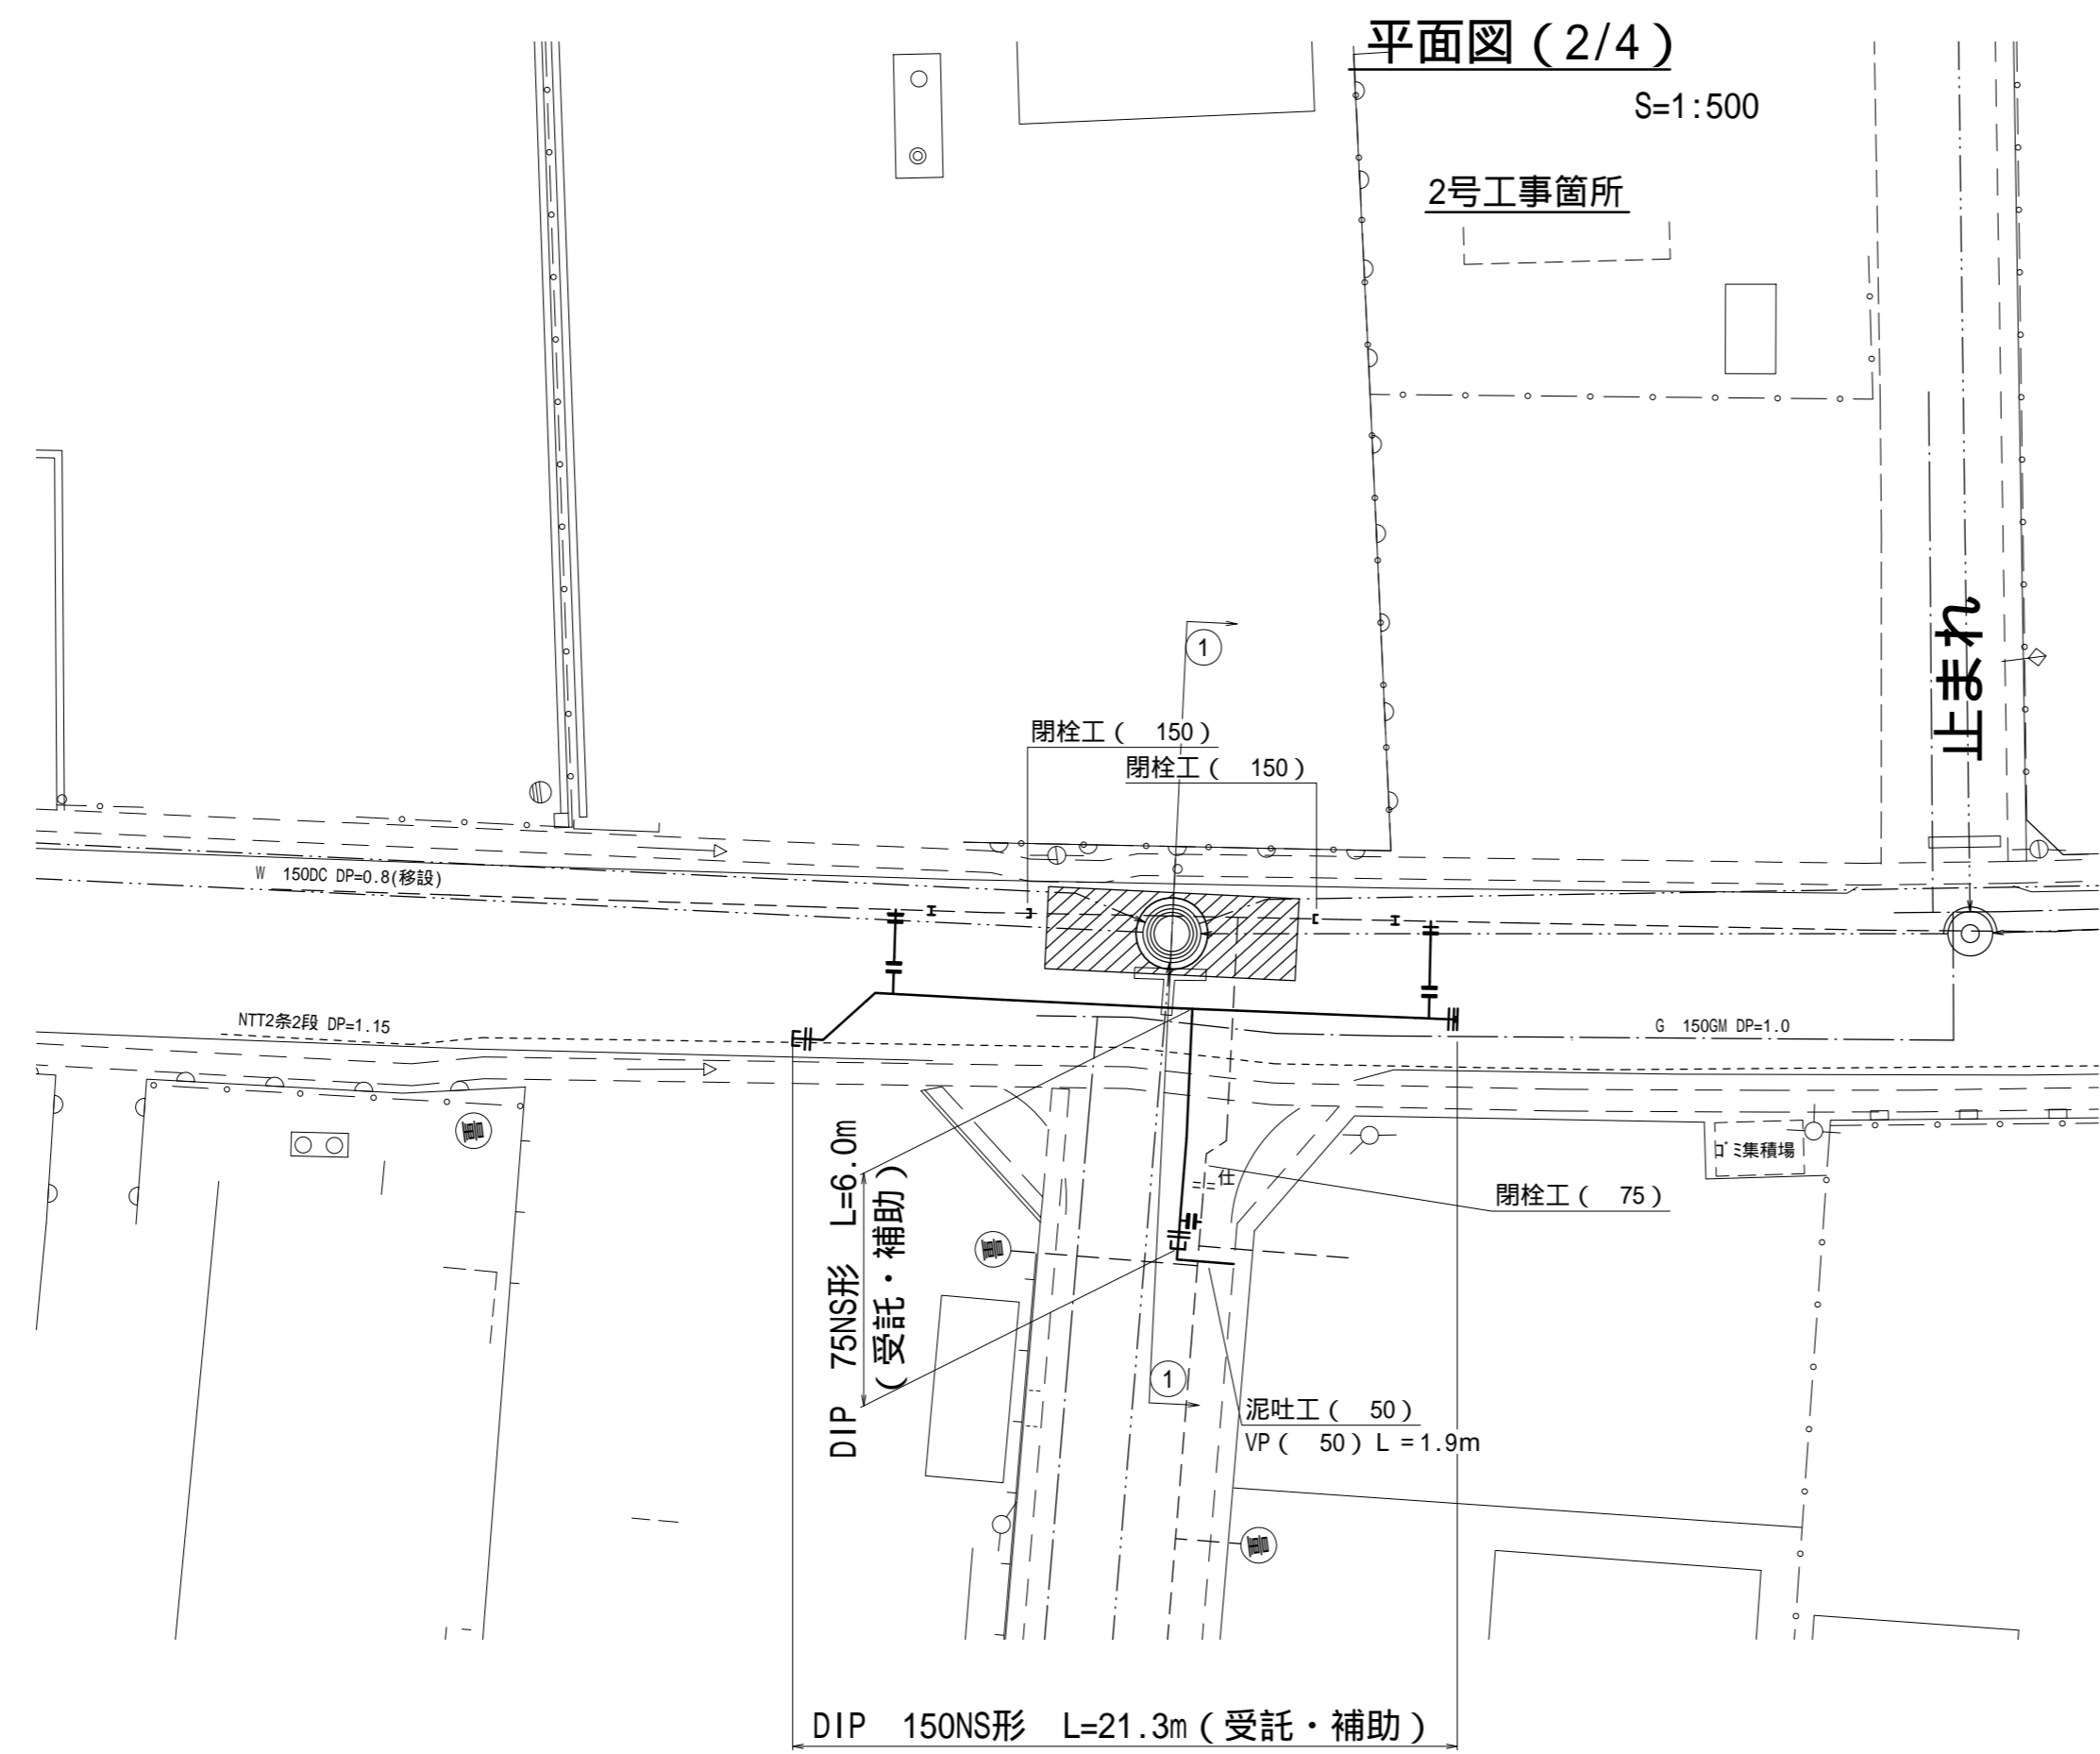 平面図（2/4）
S=1:500
2号工事箇所
止まれ
1
閉栓工（　150）
閉栓工（　150）
W　150DC DP=0.8(移設)
NTT2条2段 DP=1.15
G　150GM DP=1.0
ｺﾞﾐ集積場
仕
閉栓工（　75）
DIP　75NS形　L=6.0m
（受託・補助）
1
泥吐工（　50）
VP（　50）L =1.9m
DIP　150NS形　L=21.3m（受託・補助）